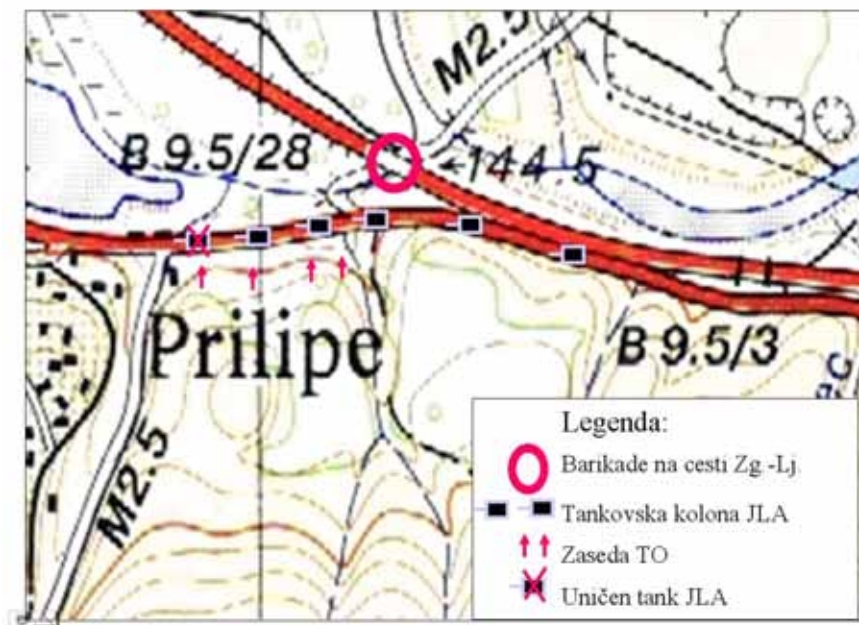 M2.5
B 9.5/28
144.5
Prilipe
B 9.5/3
M2.5
Legenda:
Barikade na cesti Zg.-Lj.
Tankovska kolona JLA
Zaseda TO
Uničen tank JLA